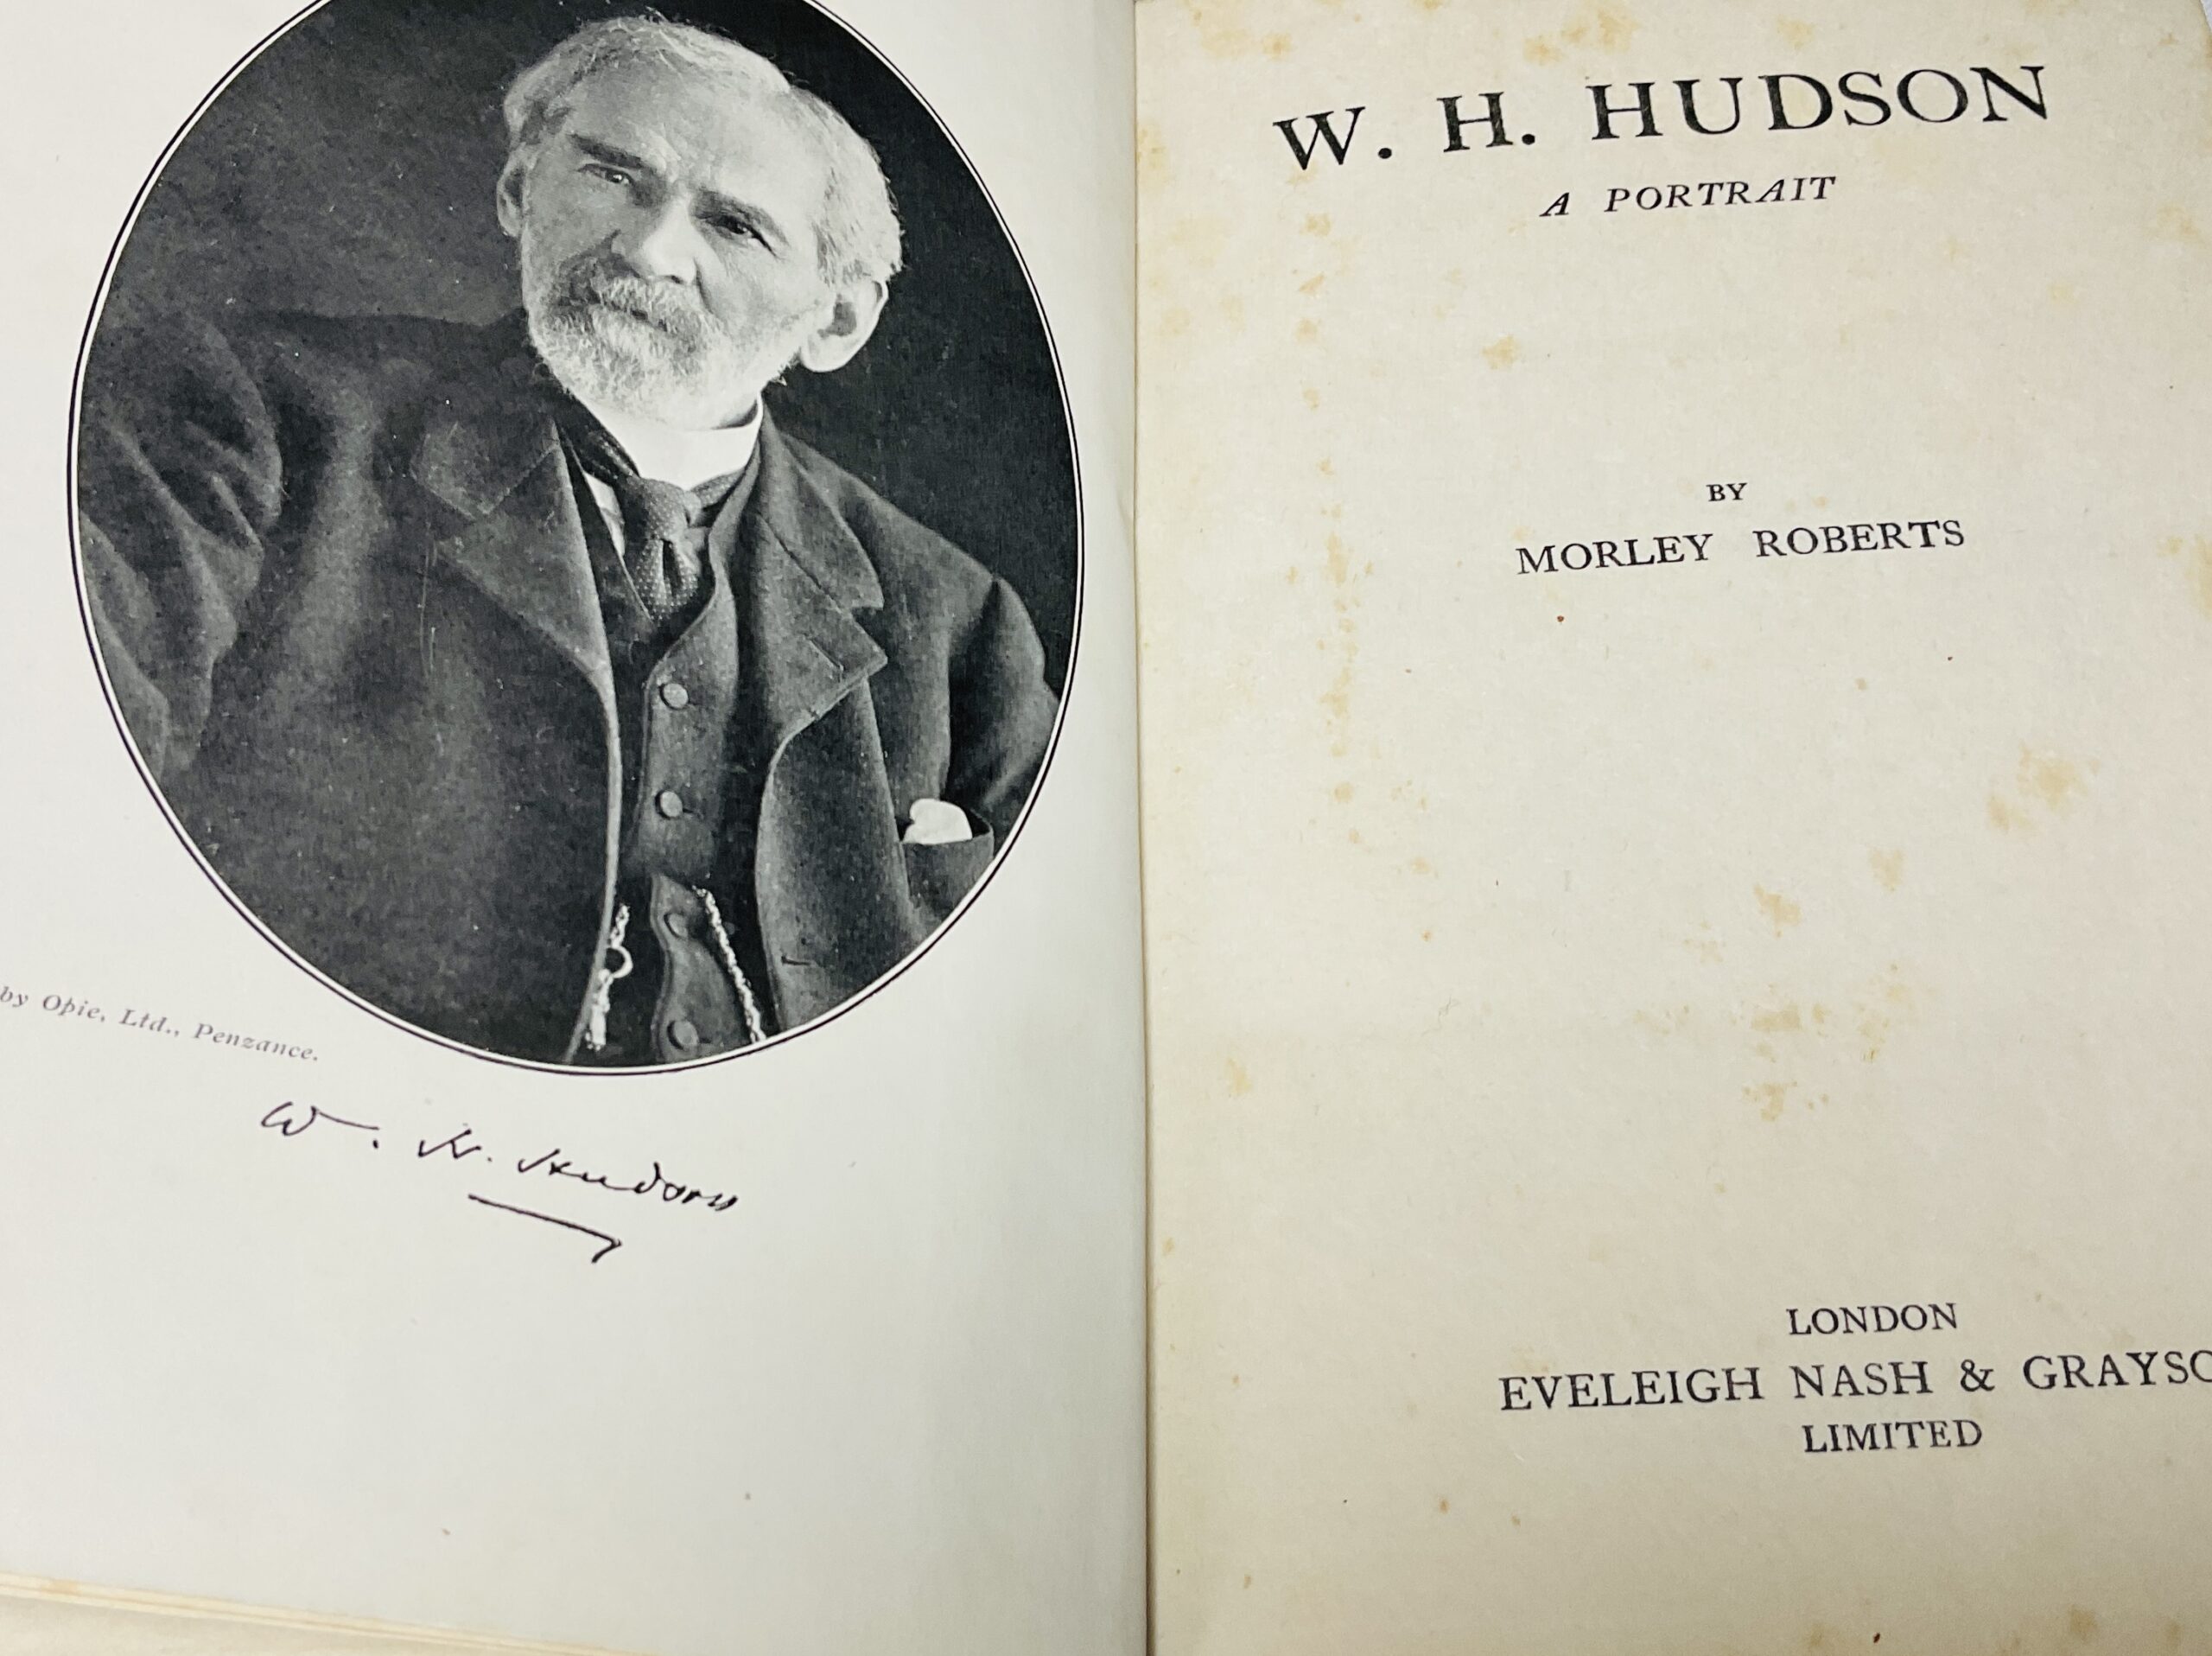 by Opie, Ltd., Penzance.
W. H. Hudson
W. H. HUDSON
A PORTRAIT
BY
MORLEY ROBERTS
LONDON
EVELEIGH NASH & GRAYSO
LIMITED